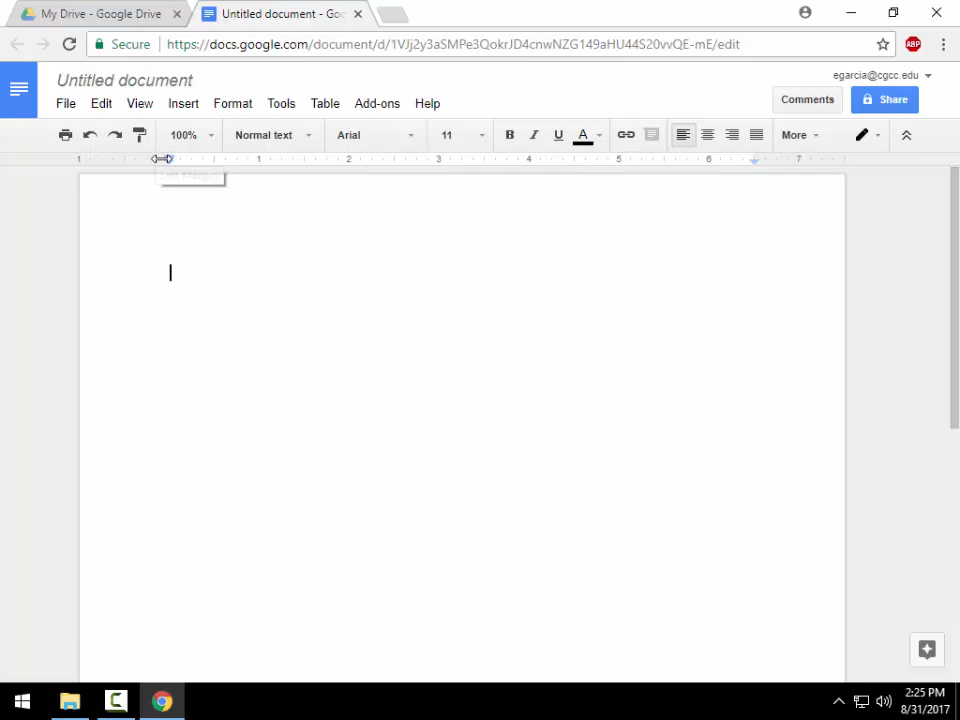 My Drive - Google Drive
Untitled document - Goo
Secure
https://docs.google.com/document/d/1VJj2y3aSMPe3QokrJD4cnwNZG149aHU44S20vvQE-mE/edit
ABP
Untitled document
egarcia@cgcc.edu
File Edit View Insert Format Tools Table Add-ons Help
Comments
Share
100% Normal text Arial 11 B I U A More
1 1 2 3 4 5 6 7
Left Margin
2:25 PM
8/31/2017